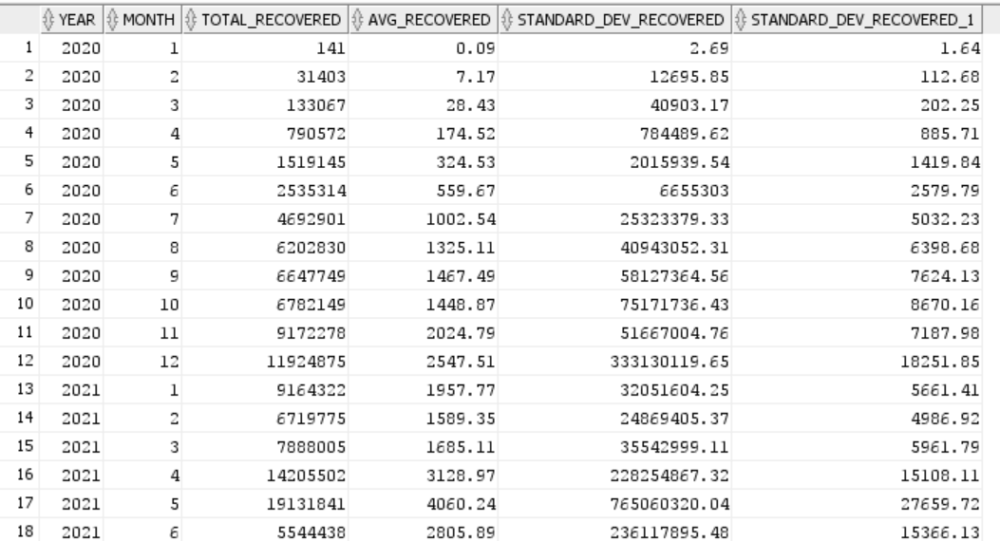 YEAR MONTH TOTAL_RECOVERED AVG_RECOVERED STANDARD_DEV_RECOVERED STANDARD_DEV_RECOVERED_1
1 2020 1 141 0.09 2.69 1.64
2 2020 2 31403 7.17 12695.85 112.68
3 2020 3 133067 28.43 40903.17 202.25
4 2020 4 790572 174.52 784489.62 885.71
5 2020 5 1519145 324.53 2015939.54 1419.84
6 2020 6 2535314 559.67 6655303 2579.79
7 2020 7 4692901 1002.54 25323379.33 5032.23
8 2020 8 6202830 1325.11 40943052.31 6398.68
9 2020 9 6647749 1467.49 58127364.56 7624.13
10 2020 10 6782149 1448.87 75171736.43 8670.16
11 2020 11 9172278 2024.79 51667004.76 7187.98
12 2020 12 11924875 2547.51 333130119.65 18251.85
13 2021 1 9164322 1957.77 32051604.25 5661.41
14 2021 2 6719775 1589.35 24869405.37 4986.92
15 2021 3 7888005 1685.11 35542999.11 5961.79
16 2021 4 14205502 3128.97 228254867.32 15108.11
17 2021 5 19131841 4060.24 765060320.04 27659.72
18 2021 6 5544438 2805.89 236117895.48 15366.13